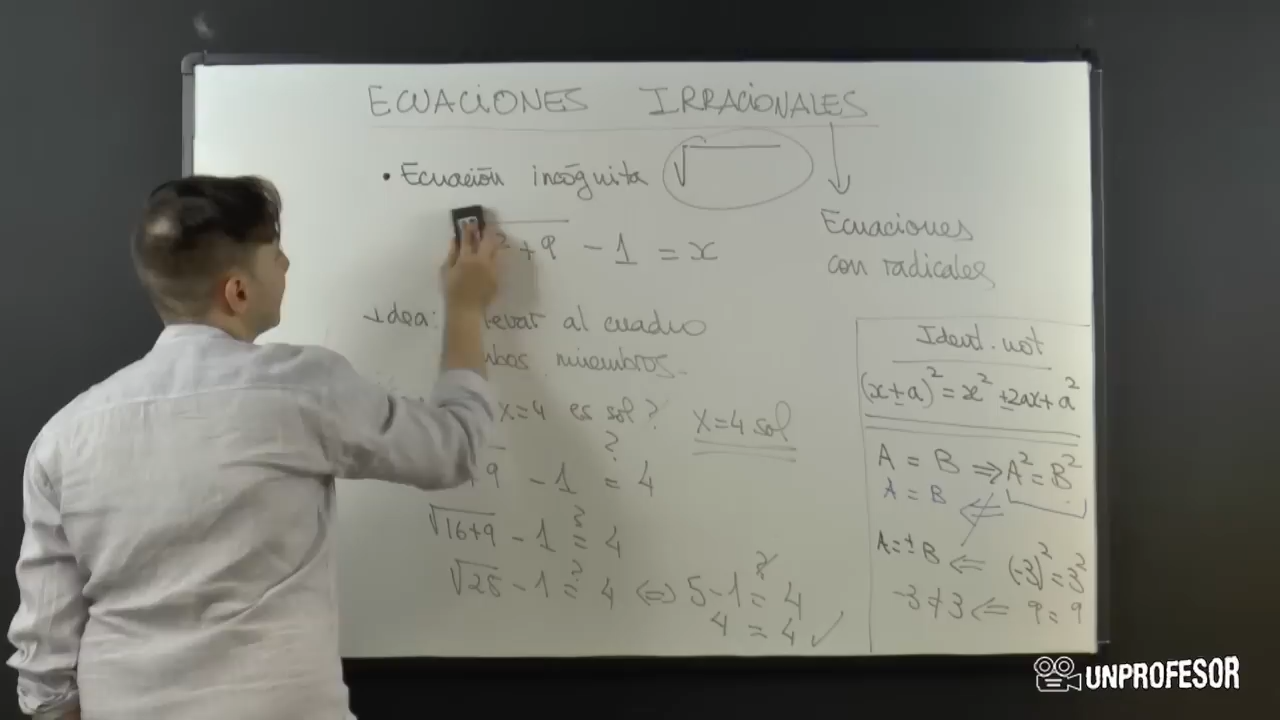 ECUACIONES IRRACIONALES
• Ecuación incógnita √
²+9 - 1 = x
Ecuaciones
con radicales
Idea: al cuadro
miembros.
x=4 es sol? x=4 sol
9 - 1 ?= 4
√16+9 - 1 ?= 4
√25 - 1 ?= 4 ⇔ 5-1 ?= 4
4 = 4 ✓
Ident. not
(x±a)² = x² ±2ax+a²
A = B ⇒ A² = B²
A = B ⇍
A=±B ⇐ (-3)² = 3²
-3≠3 ⇐ 9=9
UNPROFESOR